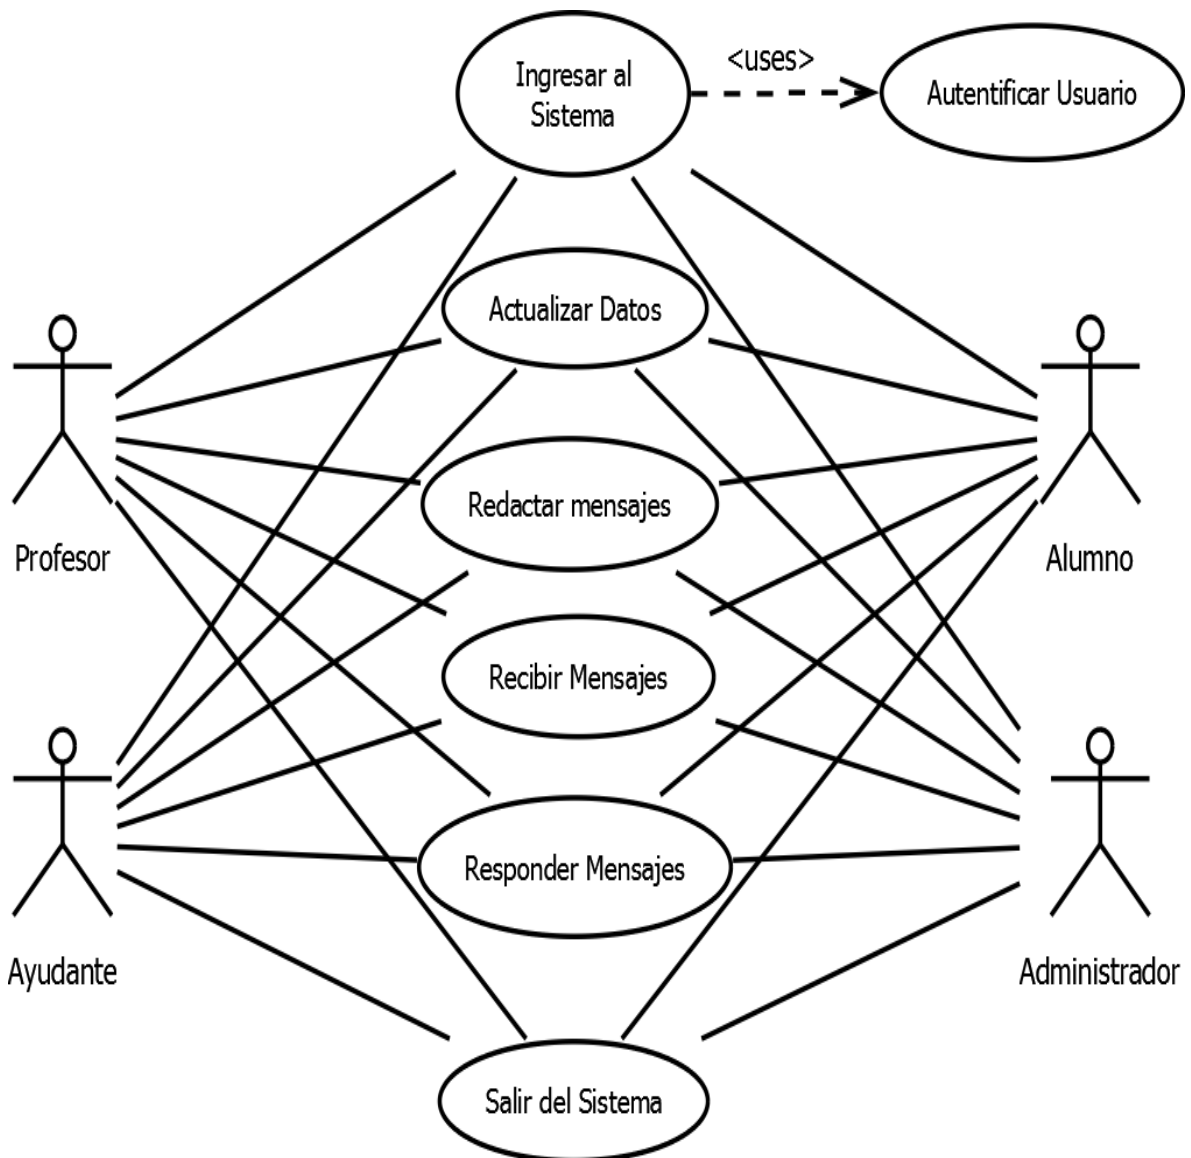 Ingresar al
Sistema
<uses>
Autentificar Usuario
Actualizar Datos
Redactar mensajes
Profesor
Alumno
Recibir Mensajes
Responder Mensajes
Ayudante
Administrador
Salir del Sistema